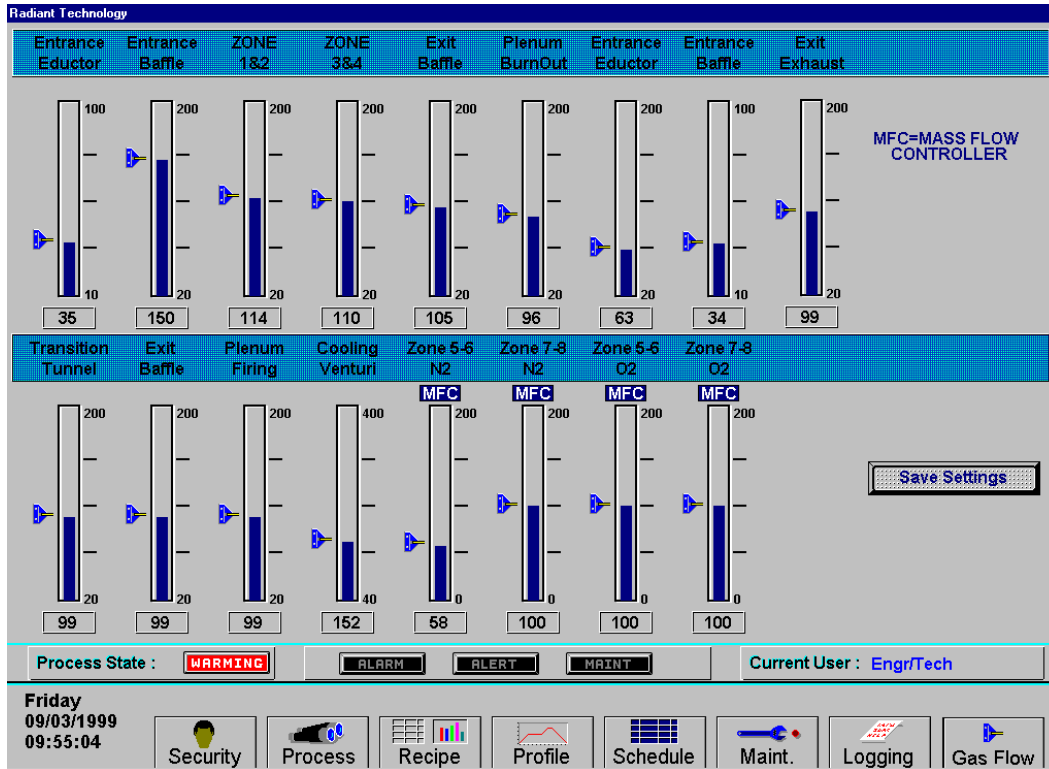 Radiant Technology
Entrance Eductor
Entrance Baffle
ZONE 1&2
ZONE 3&4
Exit Baffle
Plenum BurnOut
Entrance Eductor
Entrance Baffle
Exit Exhaust
100 200 200 200 200 200 200 100 200
MFC=MASS FLOW
CONTROLLER
10 20 20 20 20 20 20 10 20
35 150 114 110 105 96 63 34 99
Transition Tunnel
Exit Baffle
Plenum Firing
Cooling Venturi
Zone 5-6 N2
Zone 7-8 N2
Zone 5-6 O2
Zone 7-8 O2
MFC MFC MFC MFC
200 200 200 400 200 200 200 200
Save Settings
20 20 20 40 0 0 0 0
99 99 99 152 58 100 100 100
Process State : WARMING ALARM ALERT MAINT Current User : Engr/Tech
Friday
09/03/1999
09:55:04
Security Process Recipe Profile Schedule Maint. Logging Gas Flow